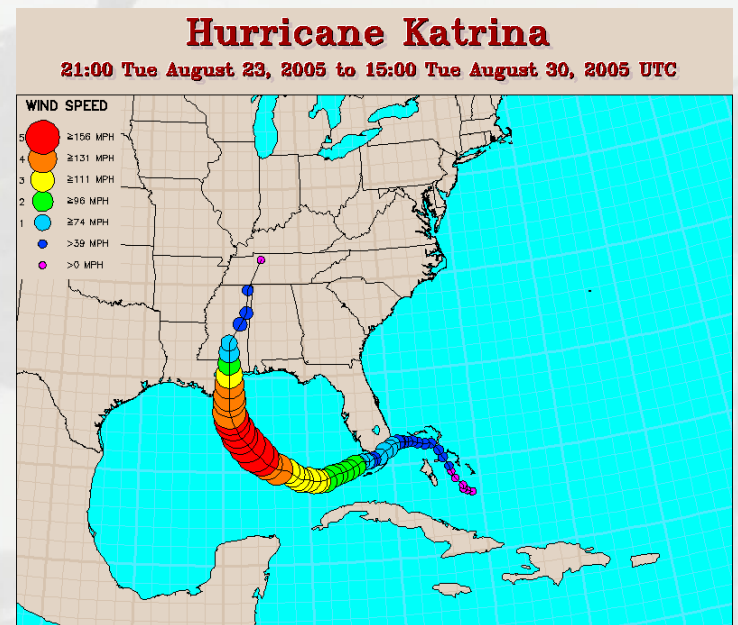 Hurricane Katrina
21:00 Tue August 23, 2005 to 15:00 Tue August 30, 2005 UTC
WIND SPEED
5 ≥156 MPH
4 ≥131 MPH
3 ≥111 MPH
2 ≥96 MPH
1 ≥74 MPH
>39 MPH
>0 MPH